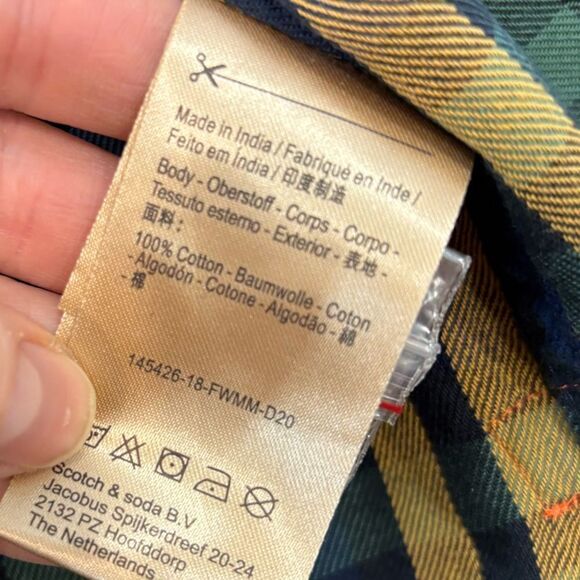 Made in India / Fabriqué en Inde /
Feito em Índia / 印度制造
Body - Oberstoff - Corps - Corpo -
Tessuto esterno - Exterior - 表地 -
面料：
100% Cotton - Baumwolle - Coton
- Algodón - Cotone - Algodão - 綿
- 棉
145426-18-FWMM-D20
Scotch & soda B.V
Jacobus Spijkerdreef 20-24
2132 PZ Hoofddorp
The Netherlands